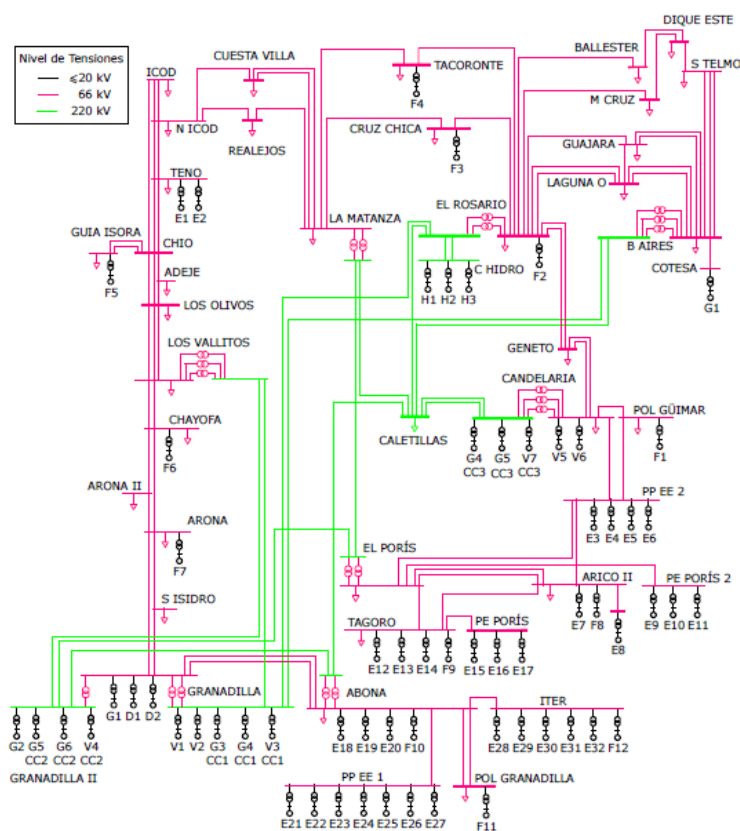 DIQUE ESTE
Nivel de Tensiones
≤20 kV
66 kV
220 kV
CUESTA VILLA
BALLESTER
ICOD
TACORONTE
S TELMO
F4
M CRUZ
N ICOD
CRUZ CHICA
REALEJOS
GUAJARA
F3
TENO
LAGUNA O
E1 E2
EL ROSARIO
LA MATANZA
GUIA ISORA
CHIO
B AIRES
C HIDRO
F2
COTESA
ADEJE
F5
H1 H2 H3
G1
LOS OLIVOS
LOS VALLITOS
GENETO
CANDELARIA
CHAYOFA
POL GÜIMAR
CALETILLAS
G4 G5 V7 V5 V6
CC3 CC3 CC3
F1
F6
PP EE 2
ARONA II
E3 E4 E5 E6
ARONA
EL PORÍS
F7
ARICO II
PE PORÍS 2
S ISIDRO
E7 F8
E9 E10 E11
TAGORO
PE PORÍS
E8
E12 E13 E14 F9 E15 E16 E17
GRANADILLA
ABONA
ITER
G1 D1 D2
G2 G5 G6 V4
CC2 CC2 CC2
V1 V2 G3 G4 V3
CC1 CC1 CC1
E18 E19 E20 F10
E28 E29 E30 E31 E32 F12
GRANADILLA II
PP EE 1
POL GRANADILLA
E21 E22 E23 E24 E25 E26 E27
F11